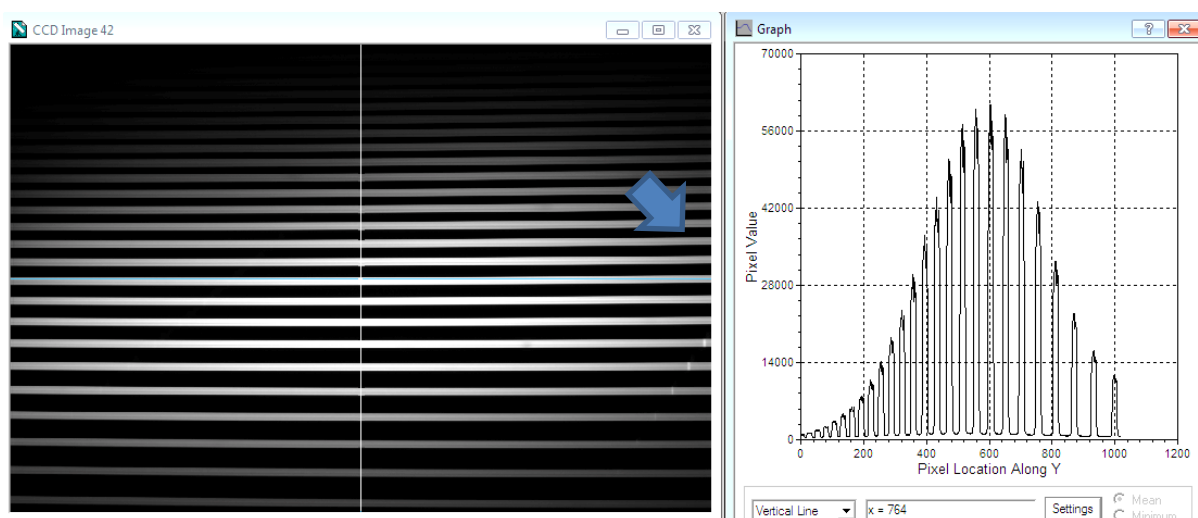 CCD Image 42
Graph
70000
56000
42000
28000
14000
0
Pixel Value
0 200 400 600 800 1000 1200
Pixel Location Along Y
Vertical Line x = 764 Settings Mean
Minimum